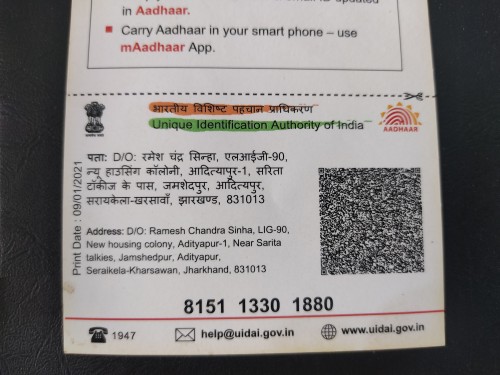 is updated
in Aadhaar.
Carry Aadhaar in your smart phone – use
mAadhaar App.
भारतीय विशिष्ट पहचान प्राधिकरण
Unique Identification Authority of India
AADHAAR
Print Date : 09/01/2021
पता: D/O: रमेश चंद्र सिन्हा, एलआईजी-90,
न्यू हाउसिंग कॉलोनी, आदित्यापुर-1, सरिता
टॉकीज के पास, जमशेदपुर, आदित्यपुर,
सरायकेला-खरसावाँ, झारखण्ड, 831013
Address: D/O: Ramesh Chandra Sinha, LIG-90,
New housing colony, Adityapur-1, Near Sarita
talkies, Jamshedpur, Adityapur,
Seraikela-Kharsawan, Jharkhand, 831013
8151 1330 1880
1947
help@uidai.gov.in
www.uidai.gov.in